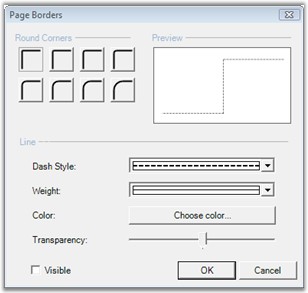 Page Borders
Round Corners
Preview
Line
Dash Style:
Weight:
Color:
Choose color...
Transparency:
Visible
OK
Cancel